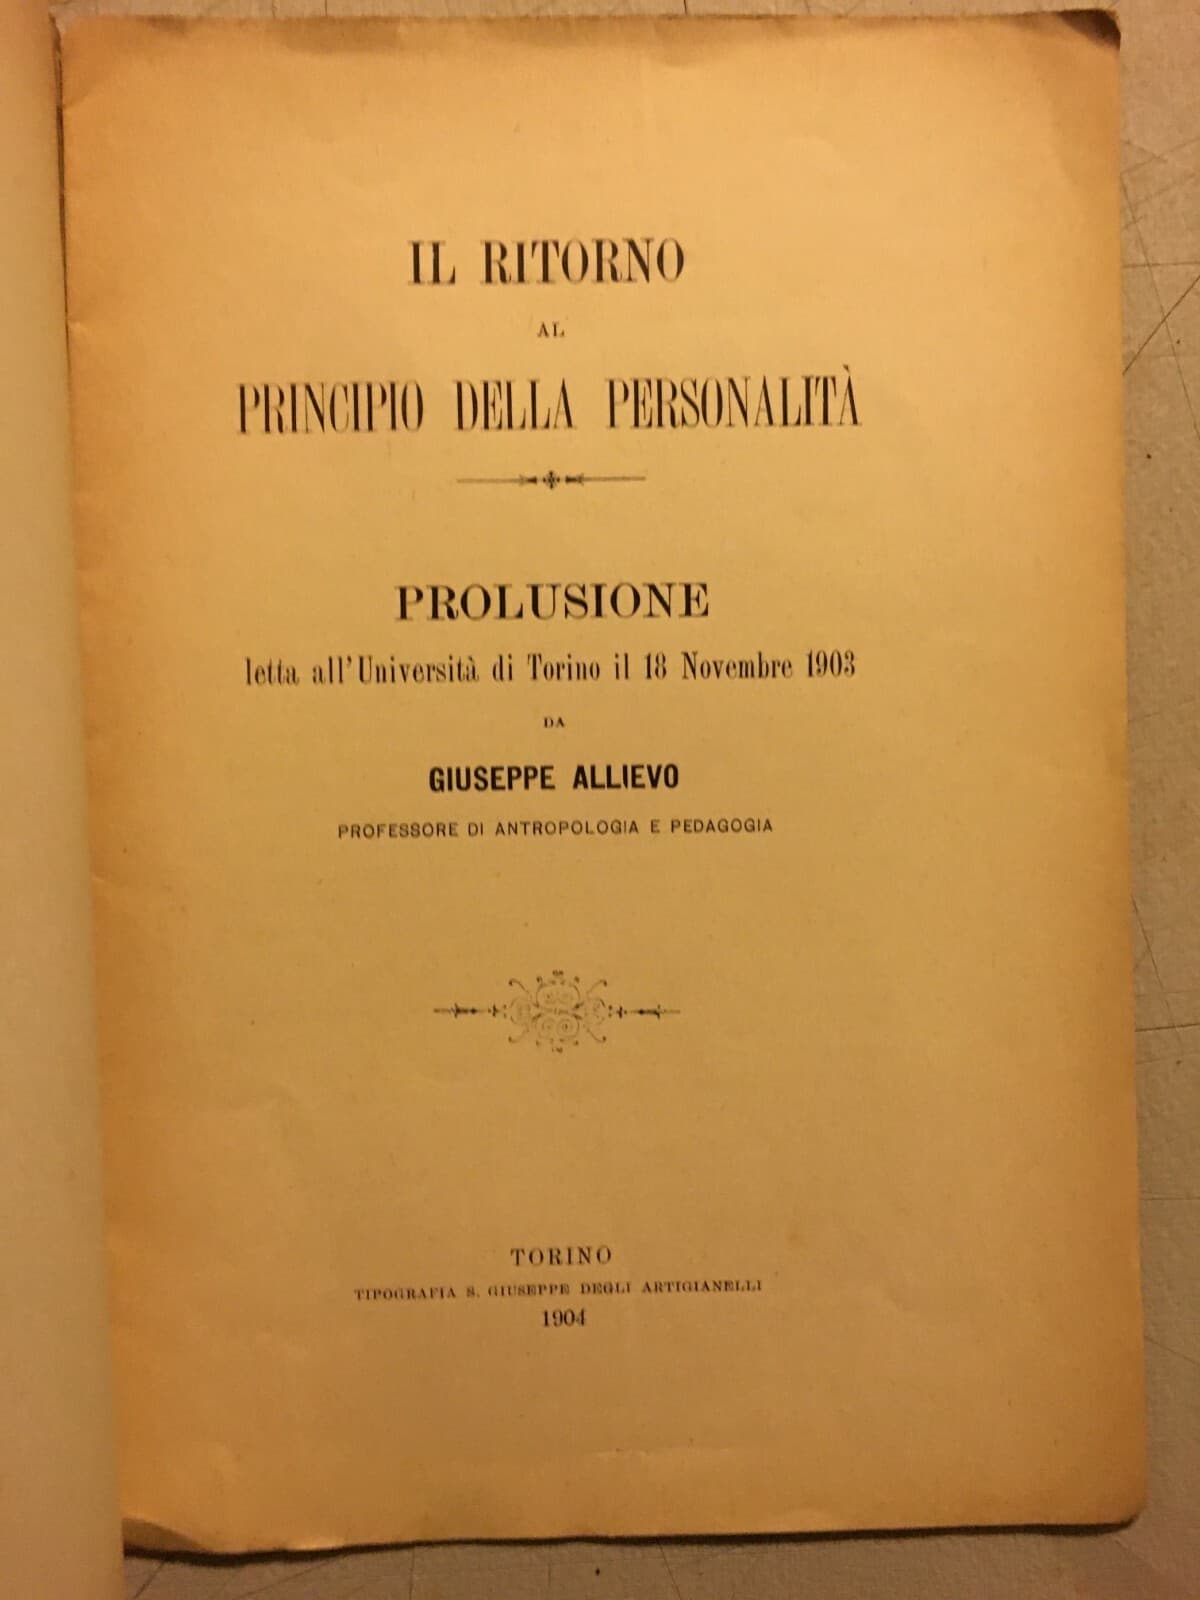 IL RITORNO
AL
PRINCIPIO DELLA PERSONALITÀ
PROLUSIONE
letta all'Università di Torino il 18 Novembre 1903
DA
GIUSEPPE ALLIEVO
PROFESSORE DI ANTROPOLOGIA E PEDAGOGIA
TORINO
TIPOGRAFIA S. GIUSEPPE DEGLI ARTIGIANELLI
1904